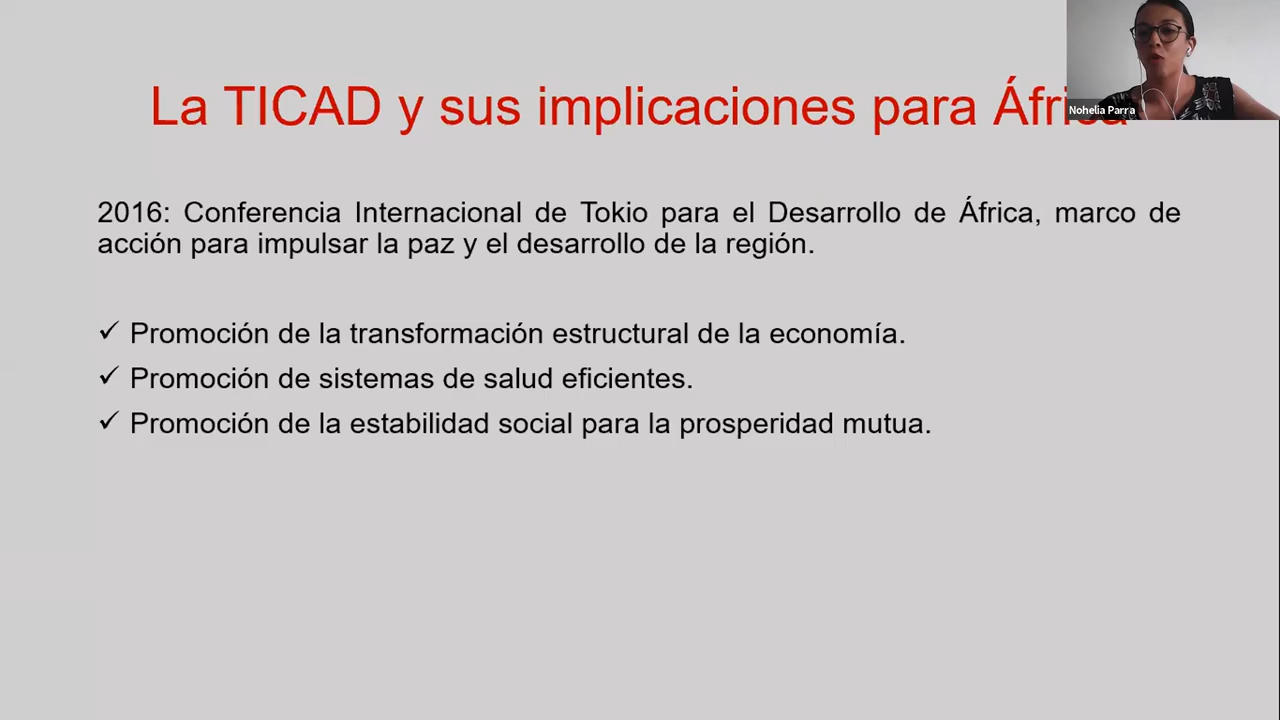 La TICAD y sus implicaciones para África
Nohelia Parra
2016: Conferencia Internacional de Tokio para el Desarrollo de África, marco de
acción para impulsar la paz y el desarrollo de la región.
✓ Promoción de la transformación estructural de la economía.
✓ Promoción de sistemas de salud eficientes.
✓ Promoción de la estabilidad social para la prosperidad mutua.